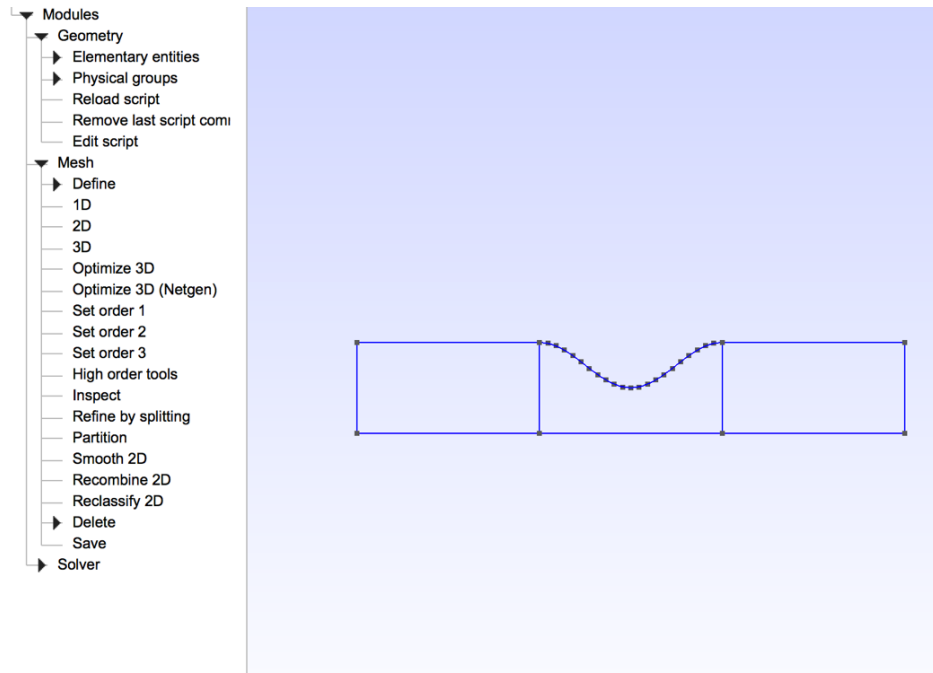 Modules
Geometry
Elementary entities
Physical groups
Reload script
Remove last script
Edit script
Mesh
Define
1D
2D
3D
Optimize 3D
Optimize 3D (Netgen)
Set order 1
Set order 2
Set order 3
High order tools
Inspect
Refine by splitting
Partition
Smooth 2D
Recombine 2D
Reclassify 2D
Delete
Save
Solver